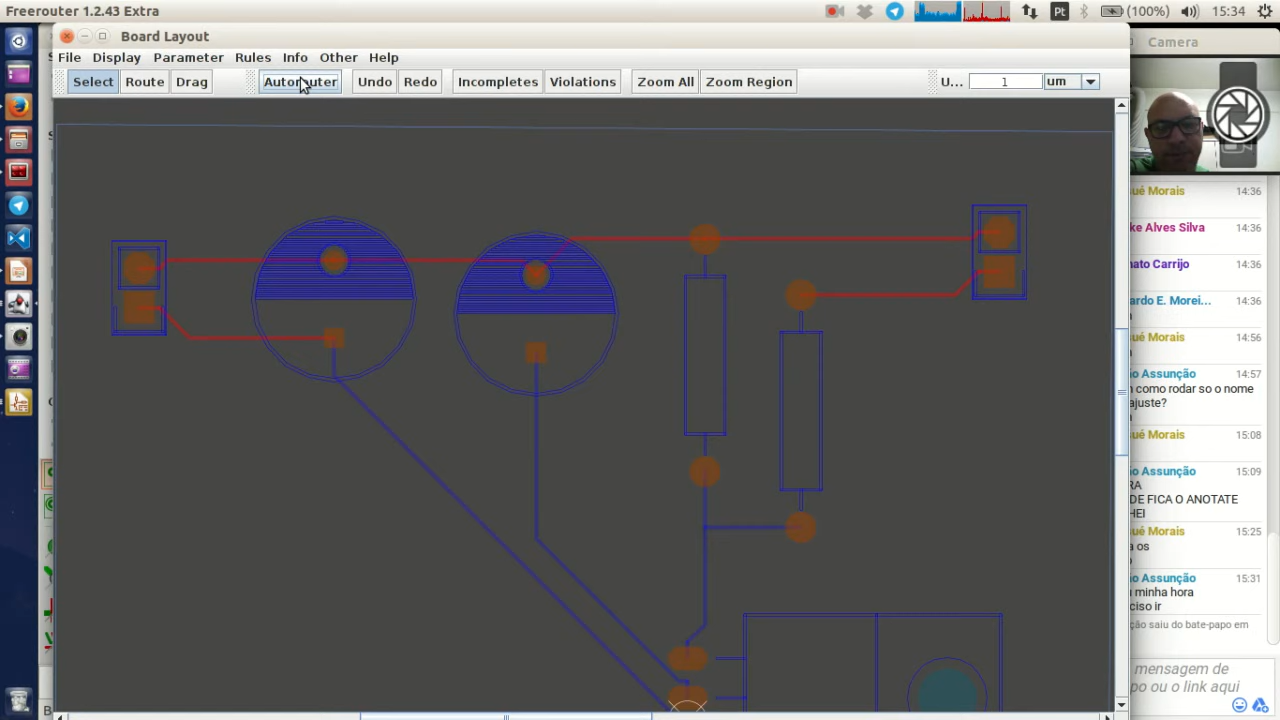 Freerouter 1.2.43 Extra
Pt
(100%)
15:34
Board Layout
Camera
File Display Parameter Rules Info Other Help
Select Route Drag Autorouter Undo Redo Incompletes Violations Zoom All Zoom Region U... 1 um
ué Morais 14:56
ué Morais 14:36
ke Alves Silva 14:36
nato Carrijo 14:36
ardo E. Morei... 14:36
ão Assunção 14:57
como rodar so o nome
ajuste?
ué Morais 15:08
ão Assunção 15:09
RA
DE FICA O ANOTATE
HEI
ué Morais 15:25
a os
ão Assunção 15:31
minha hora
ciso ir
ção saiu do bate-papo em
mensagem de
po ou o link aqui